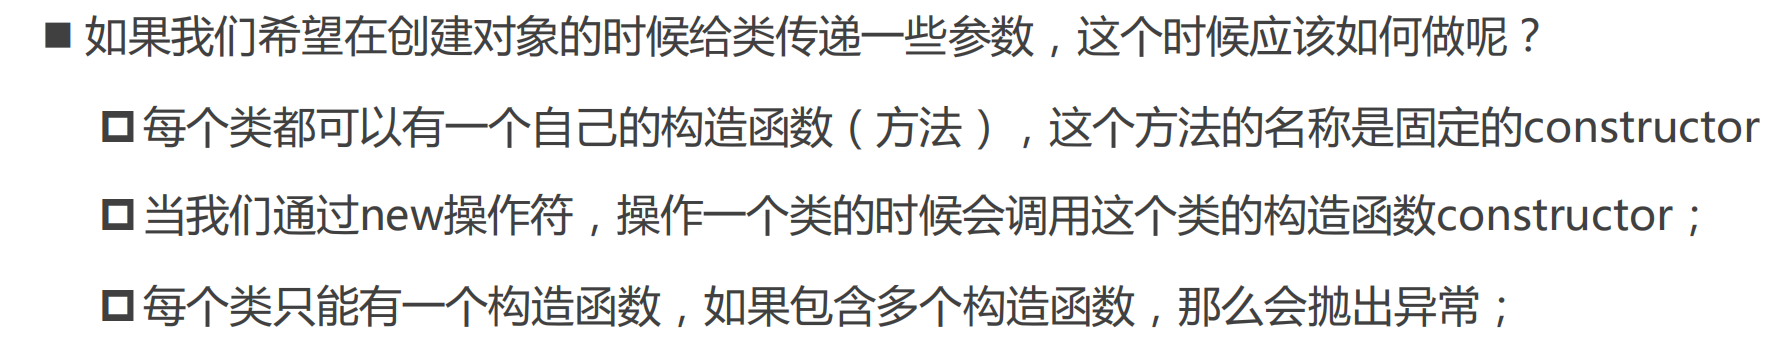 如果我们希望在创建对象的时候给类传递一些参数，这个时候应该如何做呢？
每个类都可以有一个自己的构造函数（方法），这个方法的名称是固定的constructor
当我们通过new操作符，操作一个类的时候会调用这个类的构造函数constructor；
每个类只能有一个构造函数，如果包含多个构造函数，那么会抛出异常；